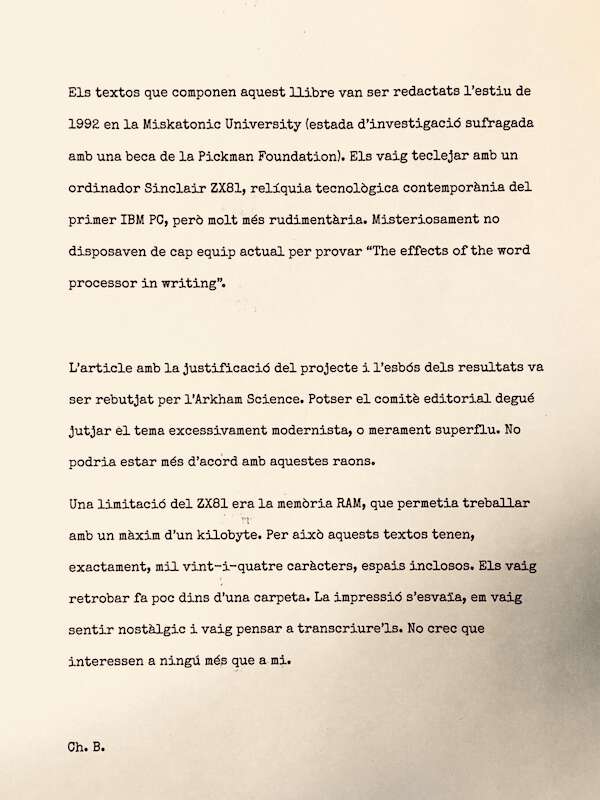 Els textos que componen aquest llibre van ser redactats l'estiu de
1992 en la Miskatonic University (estada d'investigació sufragada
amb una beca de la Pickman Foundation). Els vaig teclejar amb un
ordinador Sinclair ZX81, relíquia tecnològica contemporània del
primer IBM PC, però molt més rudimentària. Misteriosament no
disposaven de cap equip actual per provar “The effects of the word
processor in writing”.
L'article amb la justificació del projecte i l'esbós dels resultats va
ser rebutjat per l'Arkham Science. Potser el comitè editorial degué
jutjar el tema excessivament modernista, o merament superflu. No
podria estar més d'acord amb aquestes raons.
Una limitació del ZX81 era la memòria RAM, que permetia treballar
amb un màxim d'un kilobyte. Per això aquests textos tenen,
exactament, mil vint-i-quatre caràcters, espais inclosos. Els vaig
retrobar fa poc dins d'una carpeta. La impressió s'esvaïa, em vaig
sentir nostàlgic i vaig pensar a transcriure'ls. No crec que
interessen a ningú més que a mi.
Ch. B.